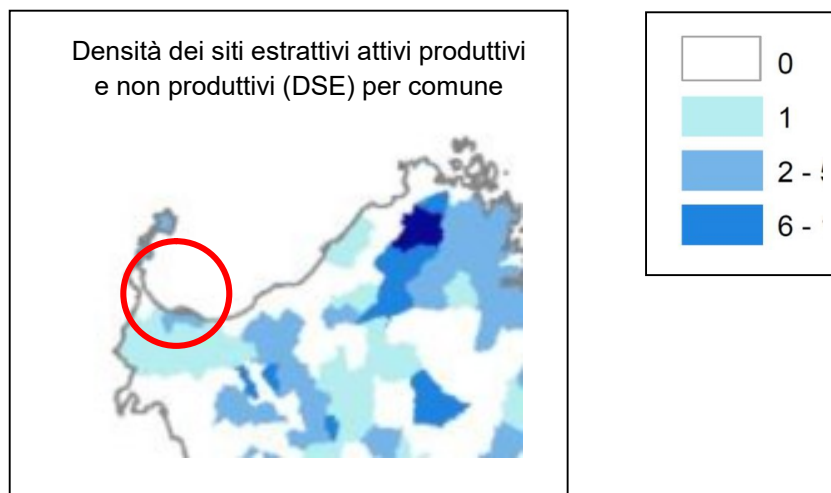 Densità dei siti estrattivi attivi produttivi
e non produttivi (DSE) per comune
0
1
2 -
6 -